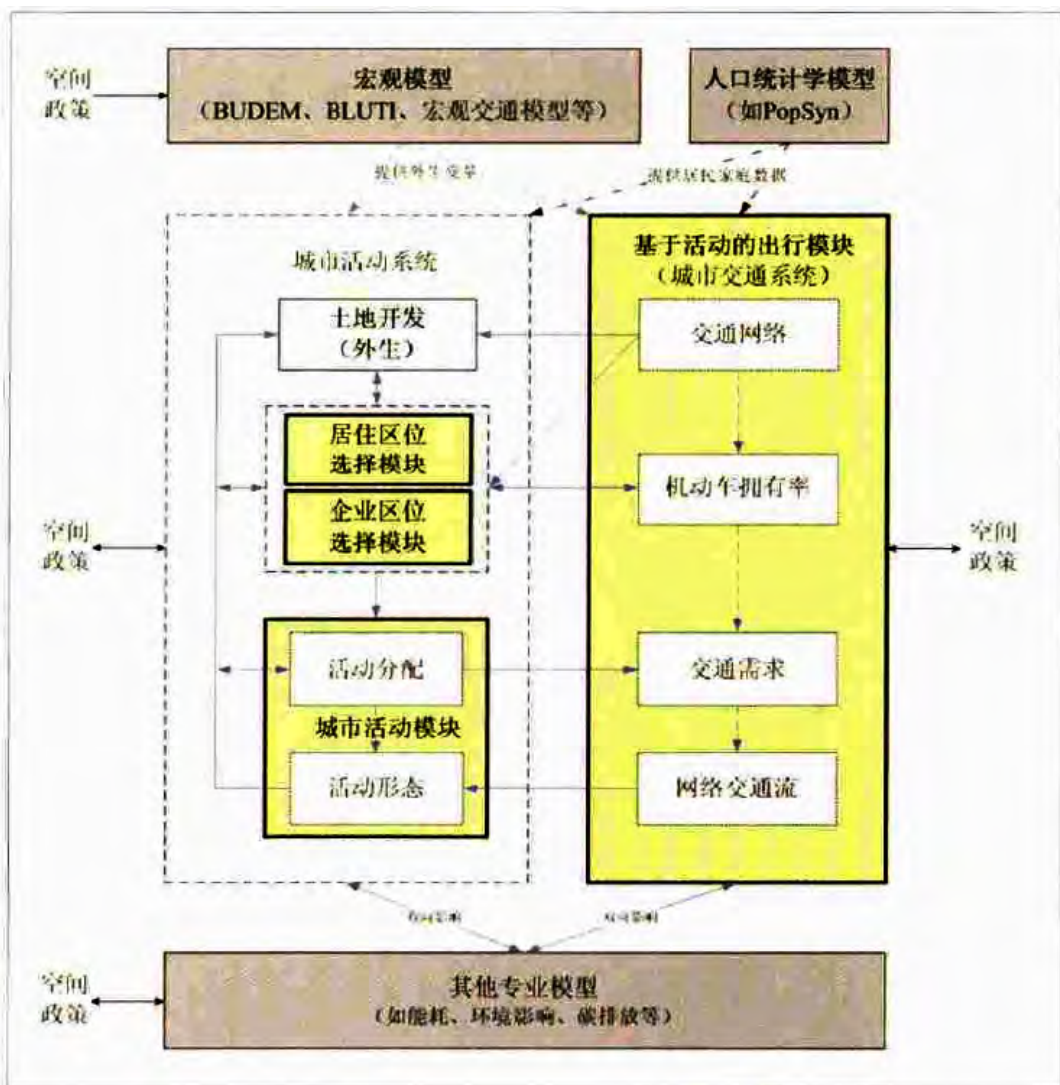 空间
政策
宏观模型
（BUDEM、BLUTI、宏观交通模型等）
人口统计学模型
（如PopSyn）
提供外生变量
提供居民家庭数据
城市活动系统
基于活动的出行模块
（城市交通系统）
土地开发
（外生）
交通网络
居住区位
选择模块
机动车拥有率
企业区位
选择模块
空间
政策
空间
政策
活动分配
交通需求
城市活动模块
活动形态
网络交通流
双向影响
双向影响
空间
政策
其他专业模型
（如能耗、环境影响、碳排放等）